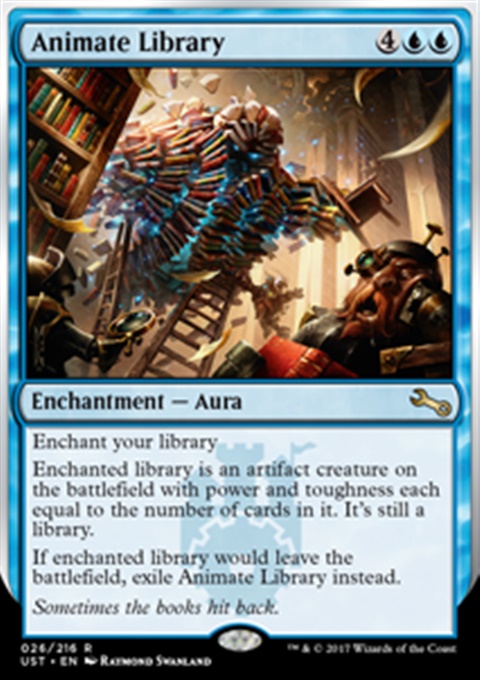 Animate Library 4
Enchantment — Aura
Enchant your library
Enchanted library is an artifact creature on
the battlefield with power and toughness each
equal to the number of cards in it. It's still a
library.
If enchanted library would leave the
battlefield, exile Animate Library instead.
Sometimes the books hit back.
026/216 R
UST • EN Raymond Swanland
™ & © 2017 Wizards of the Coast